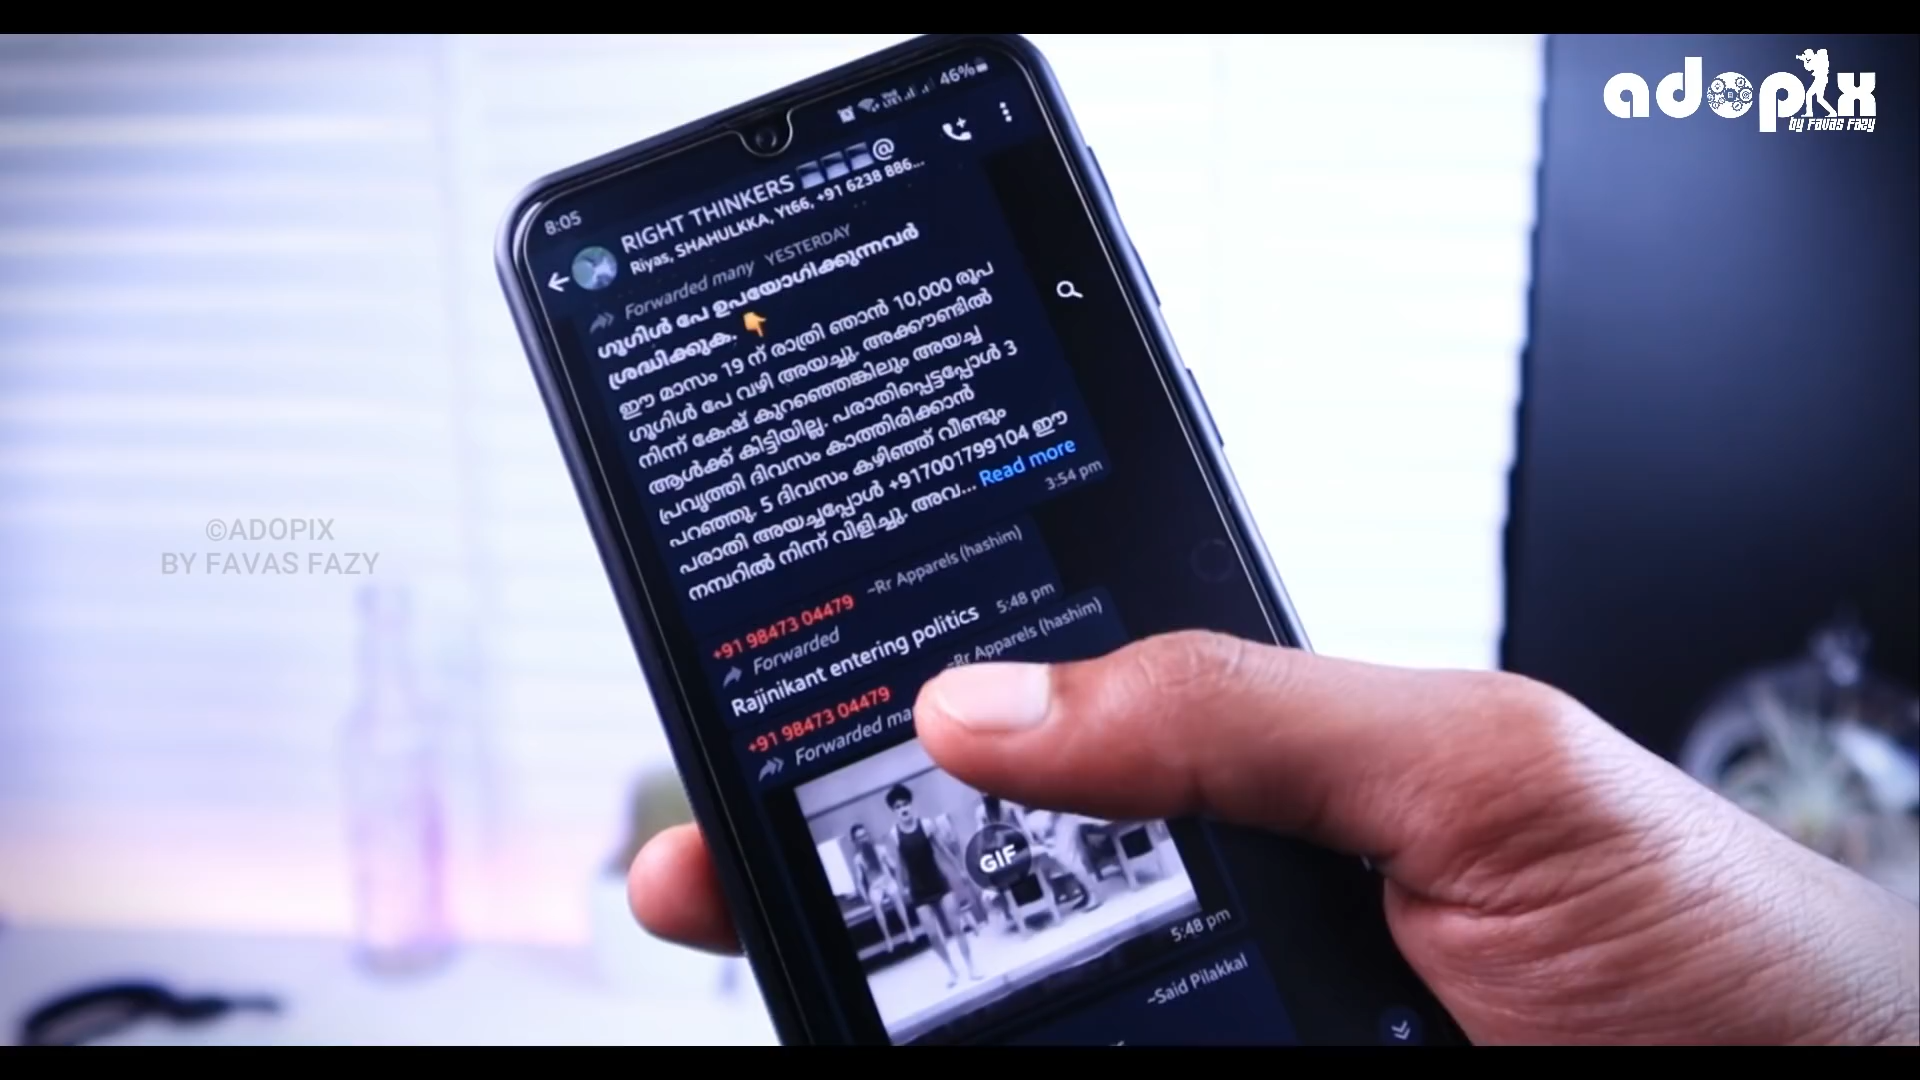 adopix
by FAVAS FAZY
46%
8:05
RIGHT THINKERS @
Riyas, SHAHULKKA, Yt66, +91 6238 886...
YESTERDAY
Forwarded many
ഗൂഗിൾ പേ ഉപയോഗിക്കുന്നവർ
ശ്രദ്ധിക്കുക. 👇
ഈ മാസം 19 ന് രാത്രി ഞാൻ 10,000 രൂപ
ഗൂഗിൾ പേ വഴി അയച്ചു. അക്കൗണ്ടിൽ
നിന്ന് കേഷ് കുറഞ്ഞെങ്കിലും അയച്ച
ആൾക്ക് കിട്ടിയില്ല. പരാതിപ്പെട്ടപ്പോൾ 3
പ്രവൃത്തി ദിവസം കാത്തിരിക്കാൻ
പറഞ്ഞു. 5 ദിവസം കഴിഞ്ഞ് വീണ്ടും
പരാതി അയച്ചപ്പോൾ +917001799104 ഈ
നമ്പറിൽ നിന്ന് വിളിച്ചു. അവ... Read more
3:54 pm
+91 98473 04479 ~Rr Apparels (hashim)
Forwarded
Rajinikant entering politics 5:48 pm
+91 98473 04479 ~Rr Apparels (hashim)
Forwarded ma
GIF
5:48 pm
~Said Pilakkal
©ADOPIX
BY FAVAS FAZY